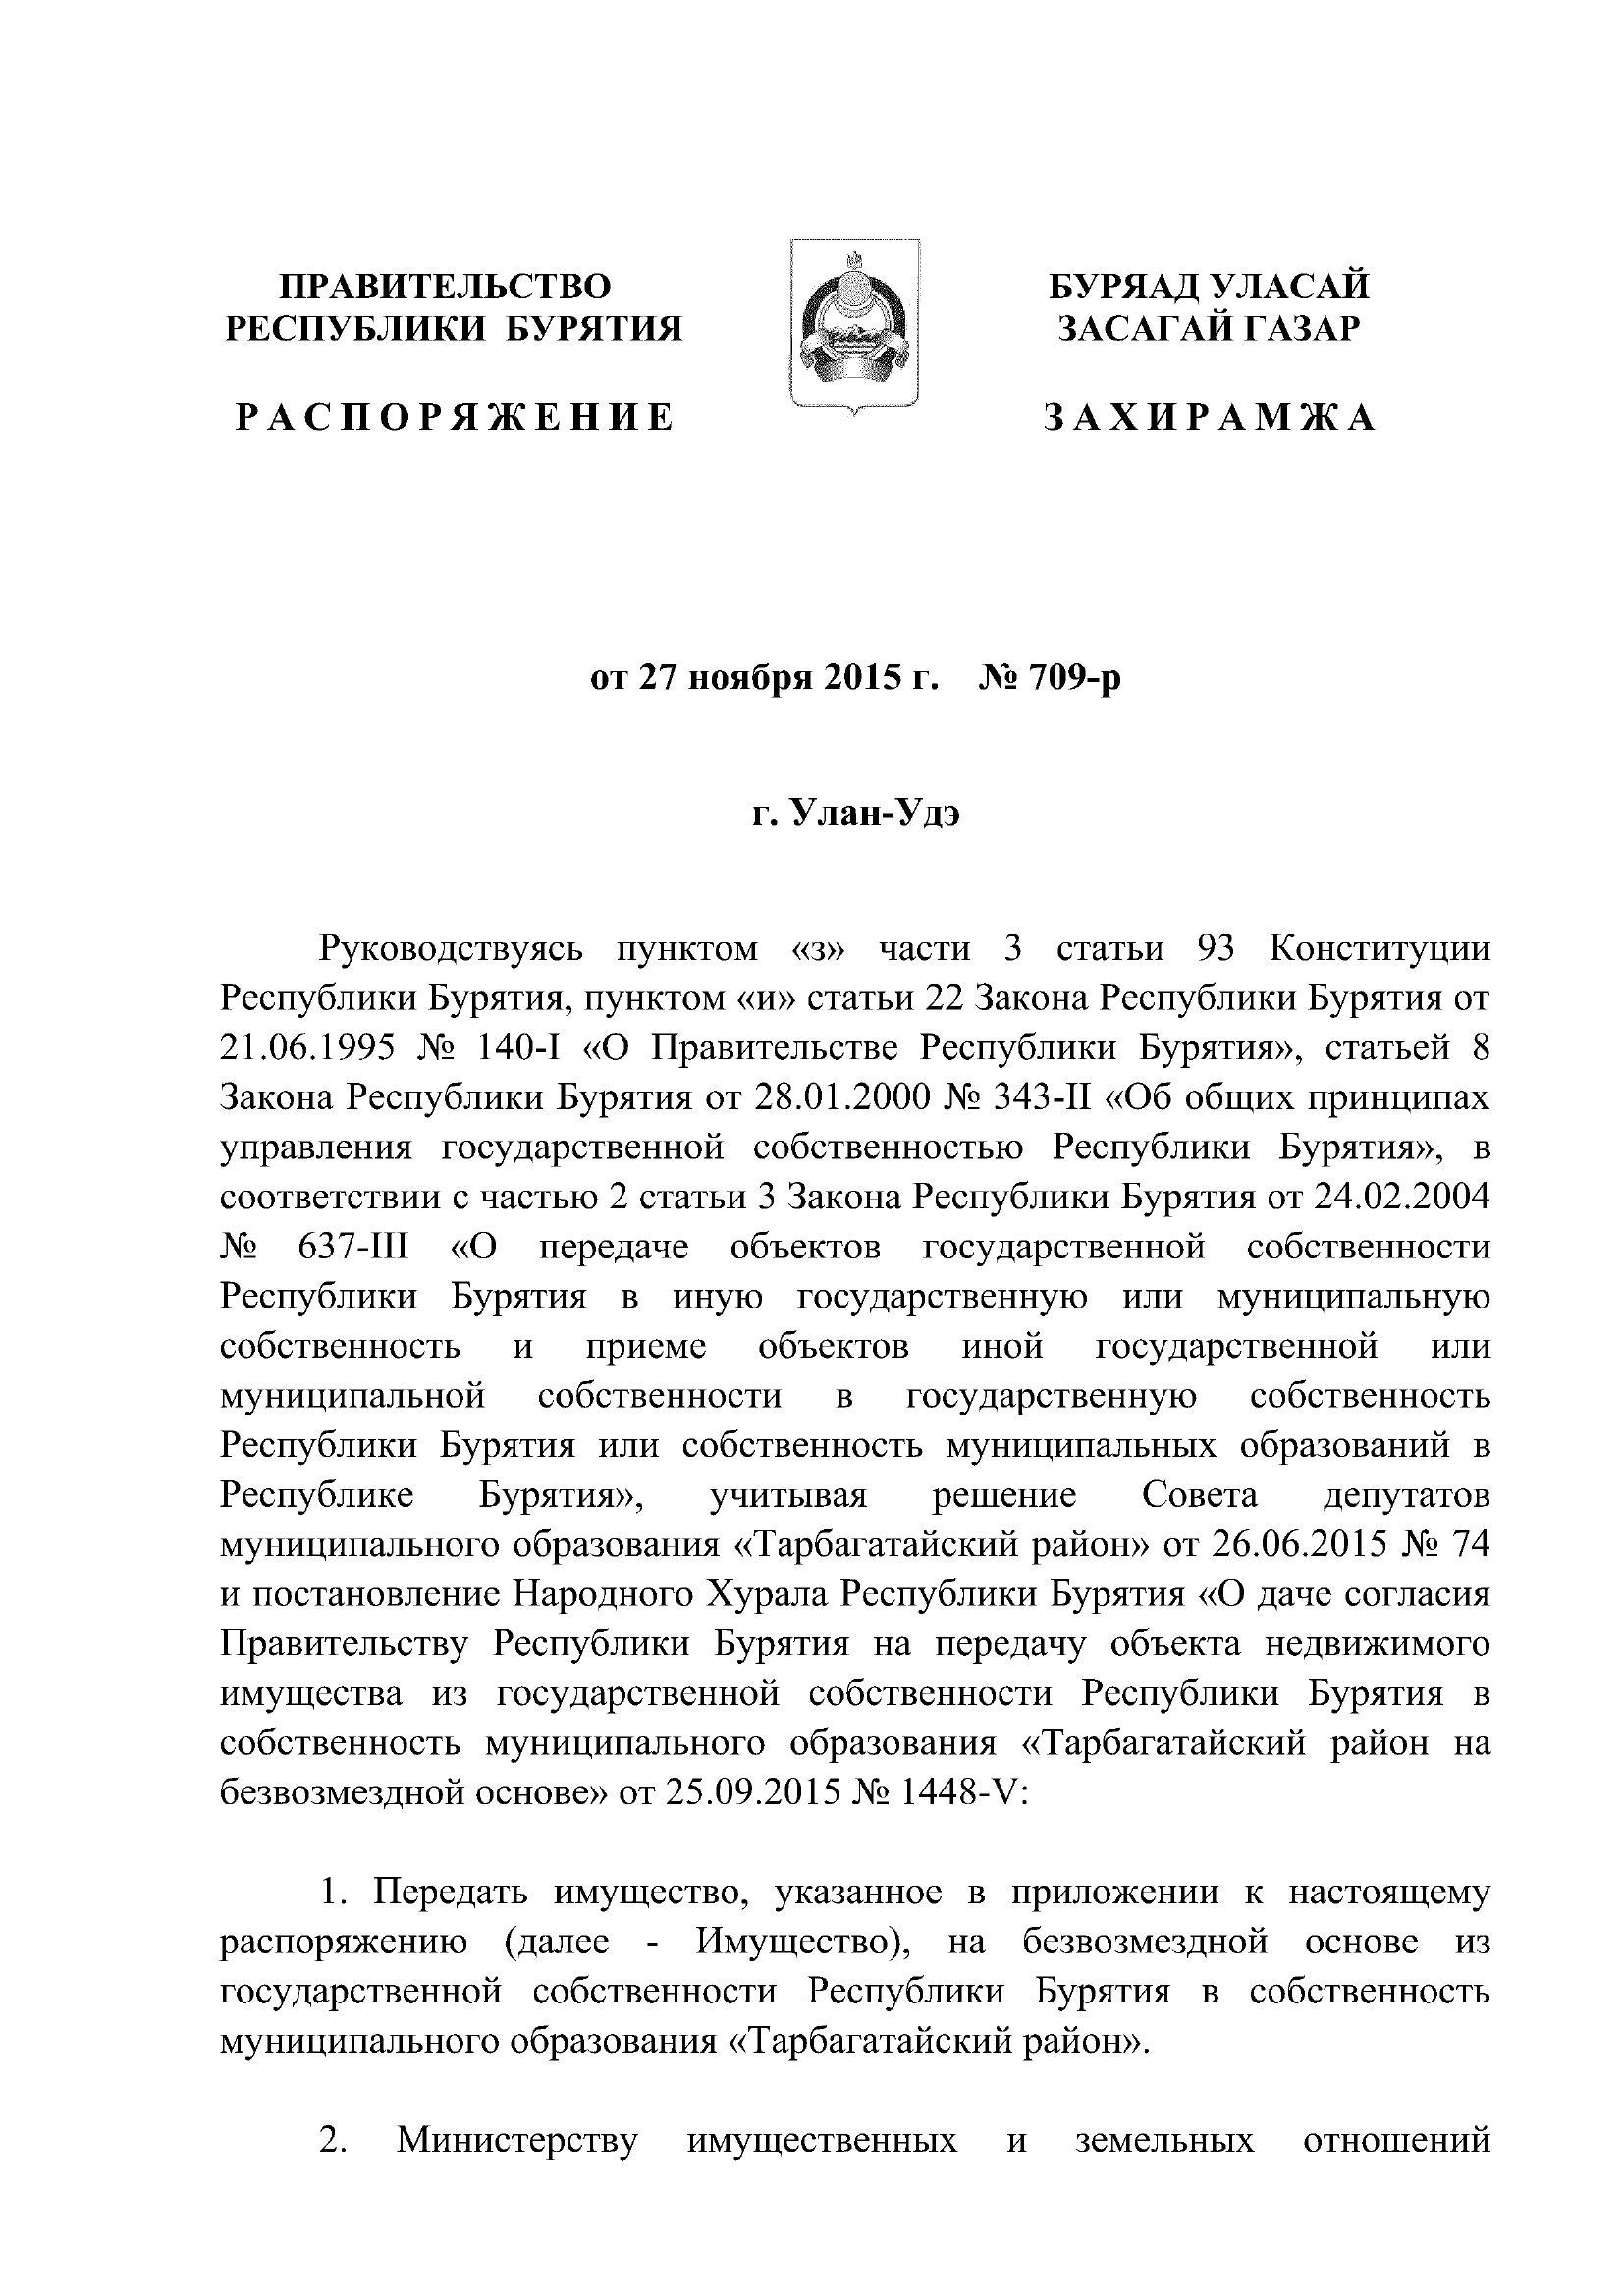 ПРАВИТЕЛЬСТВО
РЕСПУБЛИКИ БУРЯТИЯ
Р А С П О Р Я Ж Е Н И Е
БУРЯАД УЛАСАЙ
ЗАСАГАЙ ГАЗАР
З А Х И Р А М Ж А
от 27 ноября 2015 г. № 709-р
г. Улан-Удэ
Руководствуясь пунктом «з» части 3 статьи 93 Конституции
Республики Бурятия, пунктом «и» статьи 22 Закона Республики Бурятия от
21.06.1995 № 140-I «О Правительстве Республики Бурятия», статьей 8
Закона Республики Бурятия от 28.01.2000 № 343-II «Об общих принципах
управления государственной собственностью Республики Бурятия», в
соответствии с частью 2 статьи 3 Закона Республики Бурятия от 24.02.2004
№ 637-III «О передаче объектов государственной собственности
Республики Бурятия в иную государственную или муниципальную
собственность и приеме объектов иной государственной или
муниципальной собственности в государственную собственность
Республики Бурятия или собственность муниципальных образований в
Республике Бурятия», учитывая решение Совета депутатов
муниципального образования «Тарбагатайский район» от 26.06.2015 № 74
и постановление Народного Хурала Республики Бурятия «О даче согласия
Правительству Республики Бурятия на передачу объекта недвижимого
имущества из государственной собственности Республики Бурятия в
собственность муниципального образования «Тарбагатайский район на
безвозмездной основе» от 25.09.2015 № 1448-V:
1. Передать имущество, указанное в приложении к настоящему
распоряжению (далее - Имущество), на безвозмездной основе из
государственной собственности Республики Бурятия в собственность
муниципального образования «Тарбагатайский район».
2. Министерству имущественных и земельных отношений